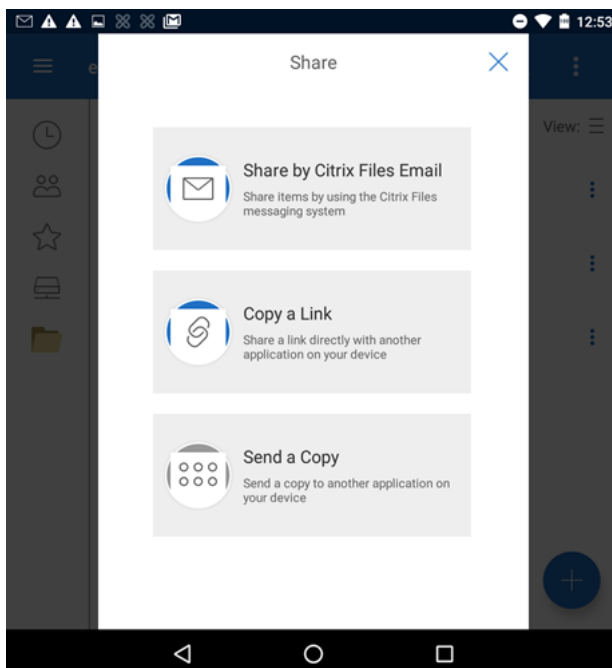 12:53
e
Share
View:
Share by Citrix Files Email
Share items by using the Citrix Files
messaging system
Copy a Link
Share a link directly with another
application on your device
Send a Copy
Send a copy to another application on
your device